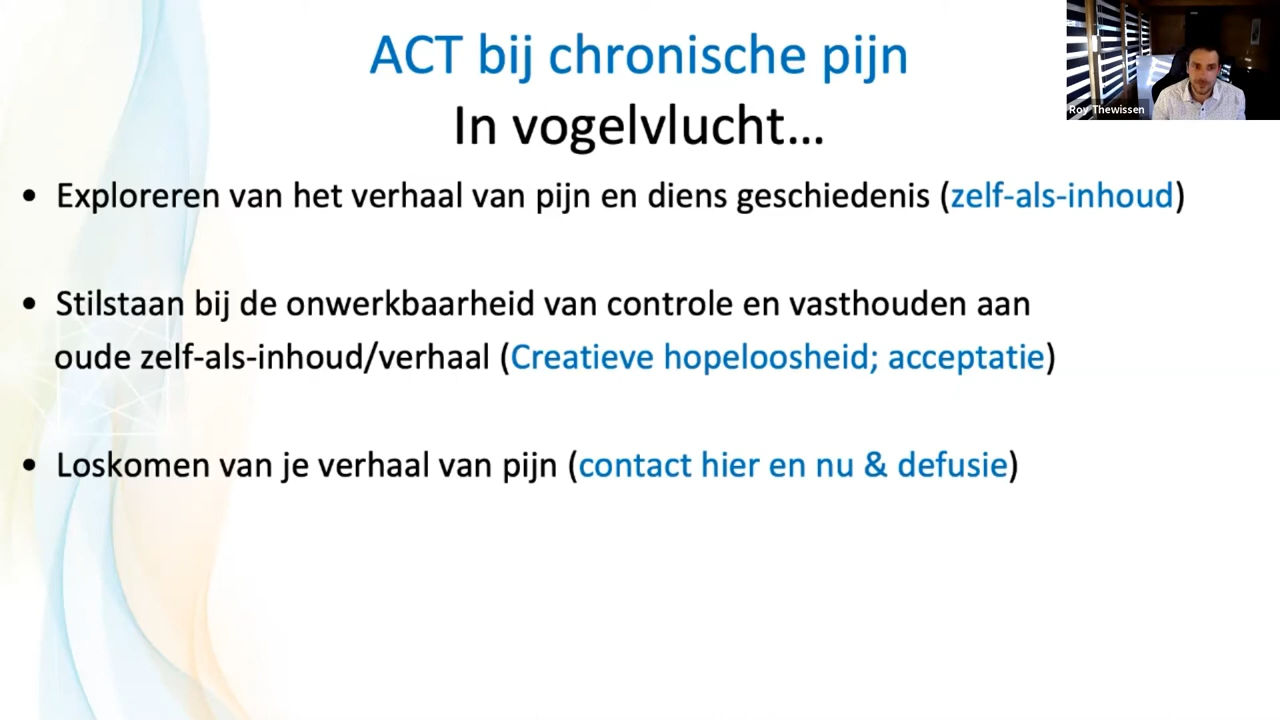 ACT bij chronische pijn
In vogelvlucht…
Roy Thewissen
• Exploreren van het verhaal van pijn en diens geschiedenis (zelf-als-inhoud)
• Stilstaan bij de onwerkbaarheid van controle en vasthouden aan
oude zelf-als-inhoud/verhaal (Creatieve hopeloosheid; acceptatie)
• Loskomen van je verhaal van pijn (contact hier en nu & defusie)